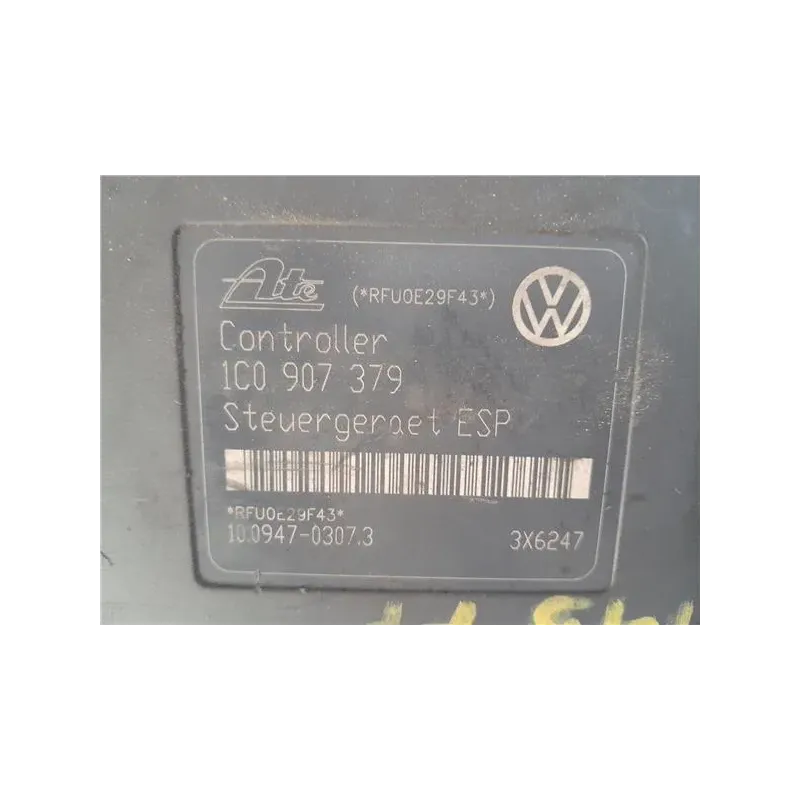 Ate (*RFU0E29F43*)
Controller
1C0 907 379
Steuergeraet ESP
*RFU0E29F43*
10.0947-0307.3 3X6247